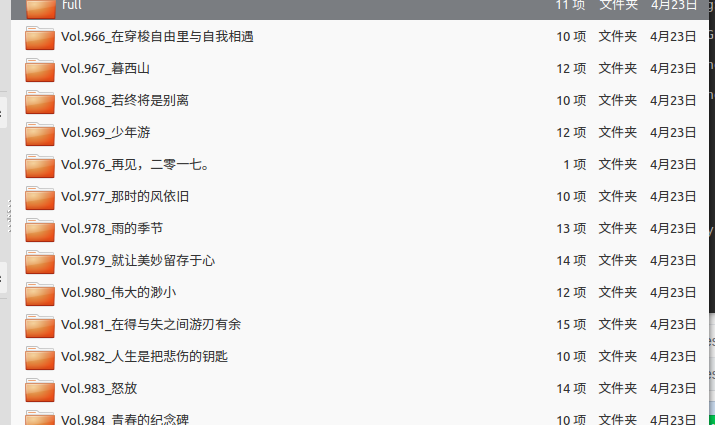 full 11 项 文件夹 4月23日
Vol.966_在穿梭自由里与自我相遇 10 项 文件夹 4月23日
Vol.967_暮西山 12 项 文件夹 4月23日
Vol.968_若终将是别离 10 项 文件夹 4月23日
Vol.969_少年游 12 项 文件夹 4月23日
Vol.976_再见，二零一七。 1 项 文件夹 4月23日
Vol.977_那时的风依旧 10 项 文件夹 4月23日
Vol.978_雨的季节 13 项 文件夹 4月23日
Vol.979_就让美妙留存于心 14 项 文件夹 4月23日
Vol.980_伟大的渺小 12 项 文件夹 4月23日
Vol.981_在得与失之间游刃有余 15 项 文件夹 4月23日
Vol.982_人生是把悲伤的钥匙 10 项 文件夹 4月23日
Vol.983_怒放 14 项 文件夹 4月23日
Vol.984_青春的纪念碑 10 项 文件夹 4月23日